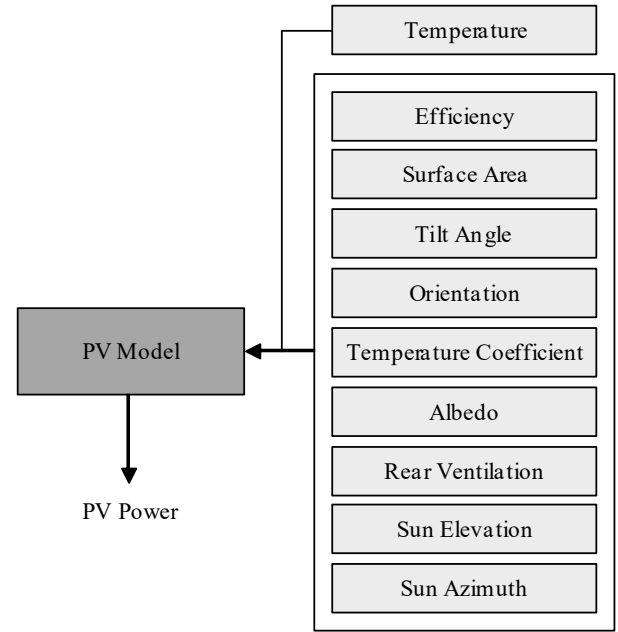 Temperature
Efficiency
Surface Area
Tilt Angle
Orientation
PV Model
Temperature Coefficient
Albedo
Rear Ventilation
PV Power
Sun Elevation
Sun Azimuth